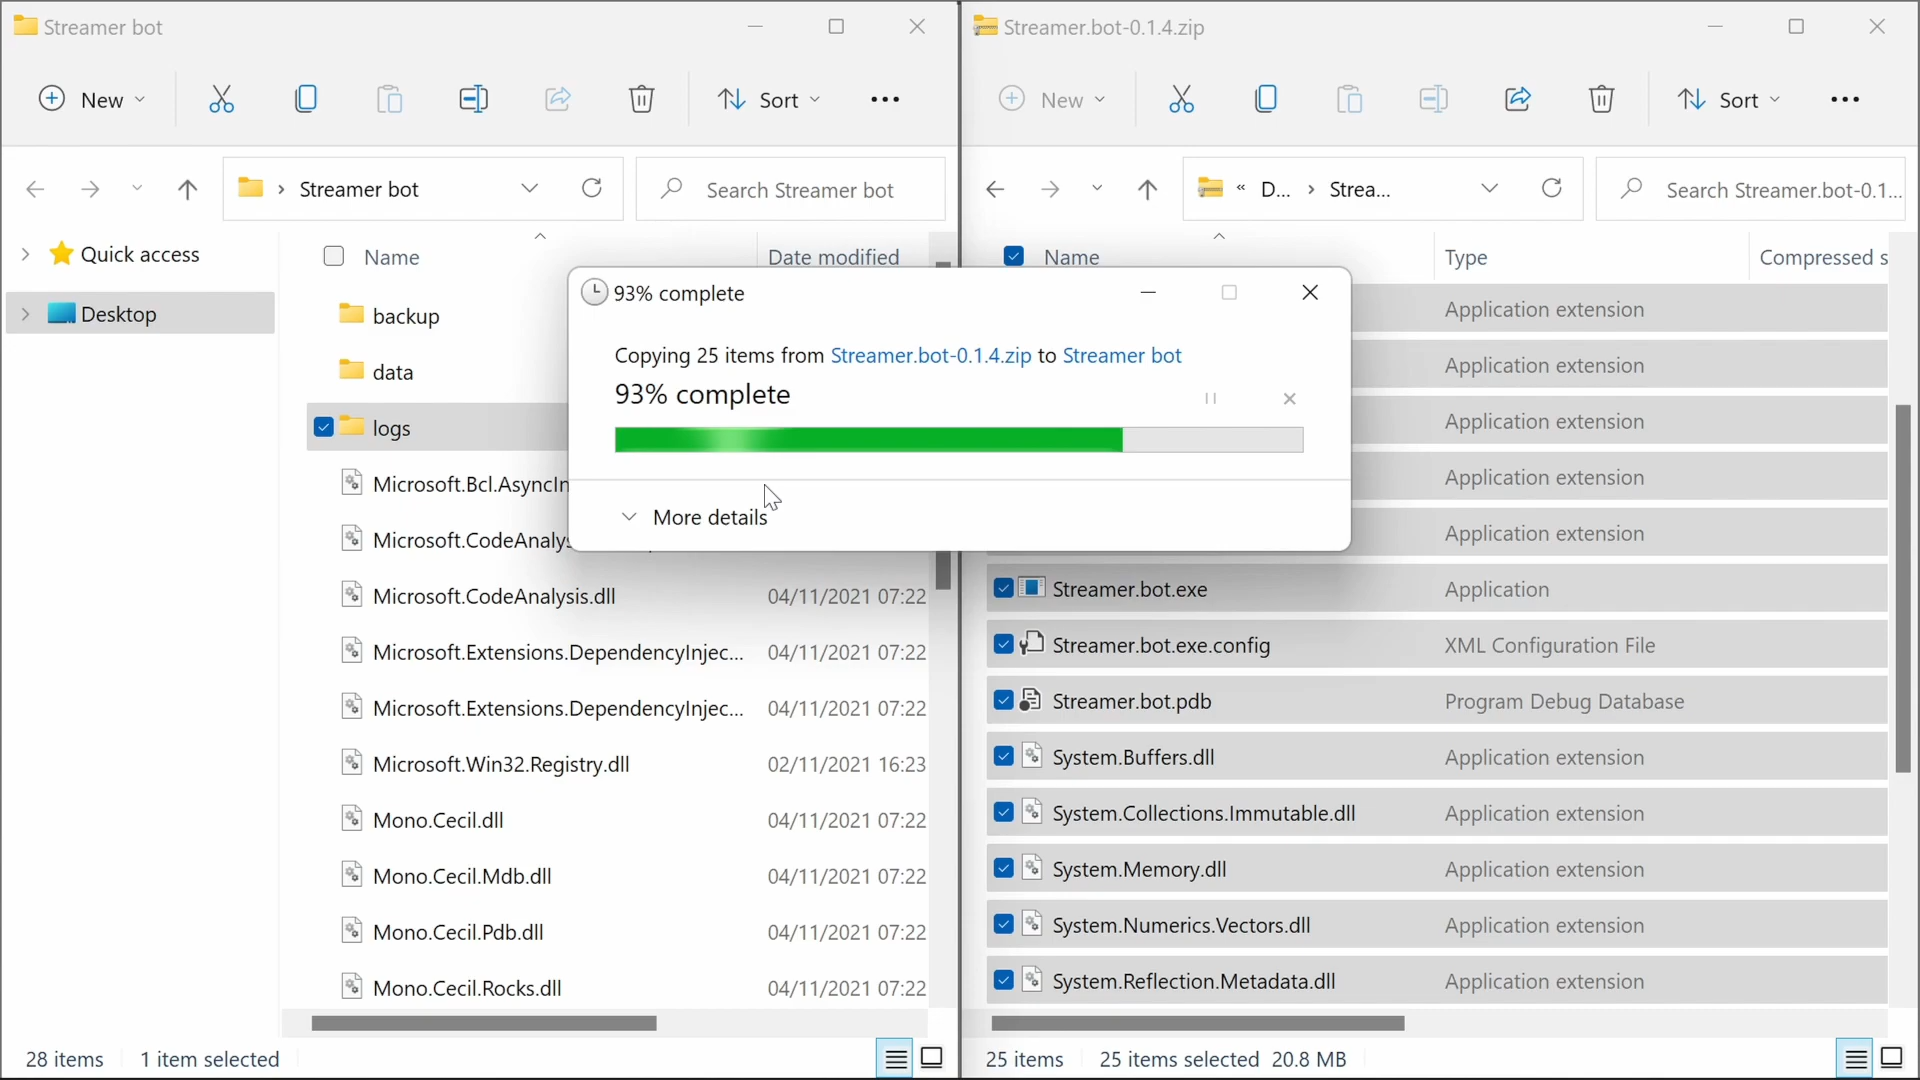 Streamer bot
New
Sort
Streamer bot
Search Streamer bot
Quick access
Desktop
Name
Date modified
backup
data
logs
Microsoft.Bcl.AsyncIn
Microsoft.CodeAnalys
Microsoft.CodeAnalysis.dll 04/11/2021 07:22
Microsoft.Extensions.DependencyInjec... 04/11/2021 07:22
Microsoft.Extensions.DependencyInjec... 04/11/2021 07:22
Microsoft.Win32.Registry.dll 02/11/2021 16:23
Mono.Cecil.dll 04/11/2021 07:22
Mono.Cecil.Mdb.dll 04/11/2021 07:22
Mono.Cecil.Pdb.dll 04/11/2021 07:22
Mono.Cecil.Rocks.dll 04/11/2021 07:22
28 items 1 item selected
93% complete
Copying 25 items from Streamer.bot-0.1.4.zip to Streamer bot
93% complete
More details
Streamer.bot-0.1.4.zip
New
Sort
« D... › Strea...
Search Streamer.bot-0.1...
Name
Type
Compressed s
Application extension
Application extension
Application extension
Application extension
Application extension
Streamer.bot.exe Application
Streamer.bot.exe.config XML Configuration File
Streamer.bot.pdb Program Debug Database
System.Buffers.dll Application extension
System.Collections.Immutable.dll Application extension
System.Memory.dll Application extension
System.Numerics.Vectors.dll Application extension
System.Reflection.Metadata.dll Application extension
25 items 25 items selected 20.8 MB